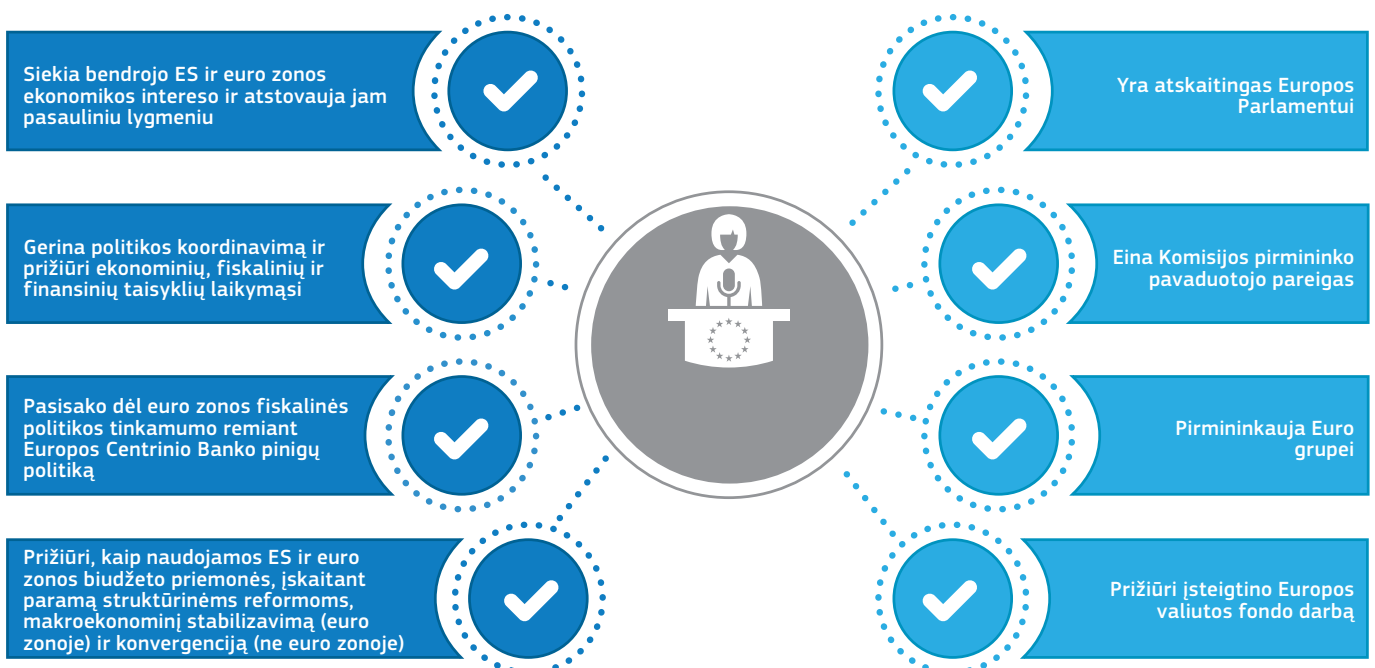 Siekia bendrojo ES ir euro zonos
ekonomikos intereso ir atstovauja jam
pasauliniu lygmeniu
Gerina politikos koordinavimą ir
prižiūri ekonominių, fiskalinių ir
finansinių taisyklių laikymąsi
Pasisako dėl euro zonos fiskalinės
politikos tinkamumo remiant
Europos Centrinio Banko pinigų
politiką
Prižiūri, kaip naudojamos ES ir euro
zonos biudžeto priemonės, įskaitant
paramą struktūrinėms reformoms,
makroekonominį stabilizavimą (euro
zonoje) ir konvergenciją (ne euro zonoje)
Yra atskaitingas Europos
Parlamentui
Eina Komisijos pirmininko
pavaduotojo pareigas
Pirmininkauja Euro
grupei
Prižiūri įsteigtino Europos
valiutos fondo darbą